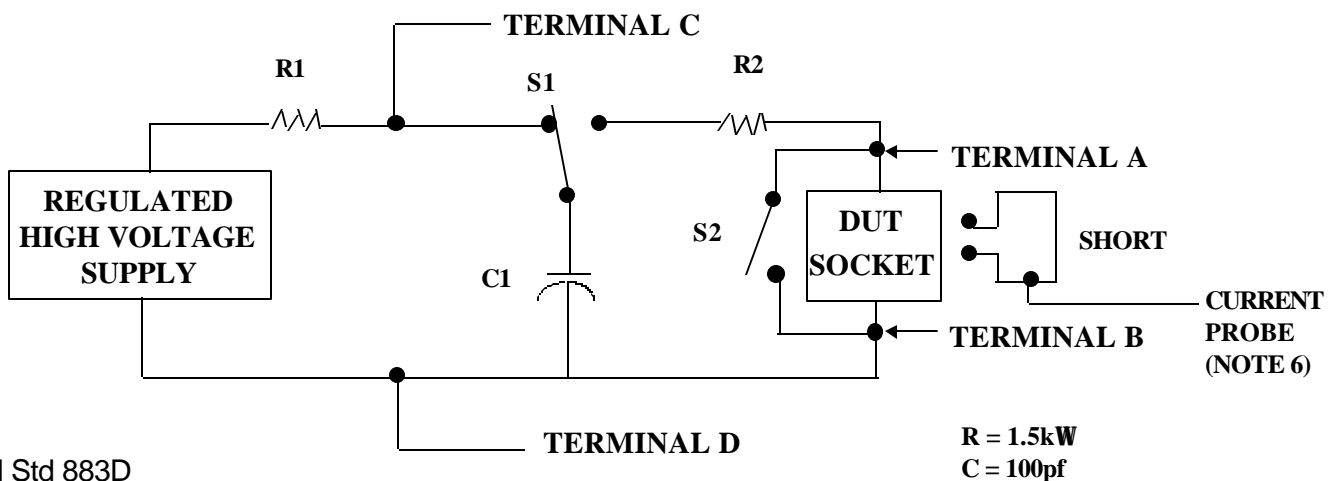 TERMINAL C
R1
S1
R2
TERMINAL A
REGULATED
HIGH VOLTAGE
SUPPLY
S2
DUT
SOCKET
SHORT
C1
CURRENT
PROBE
(NOTE 6)
TERMINAL B
TERMINAL D
R = 1.5kW
C = 100pf
l Std 883D